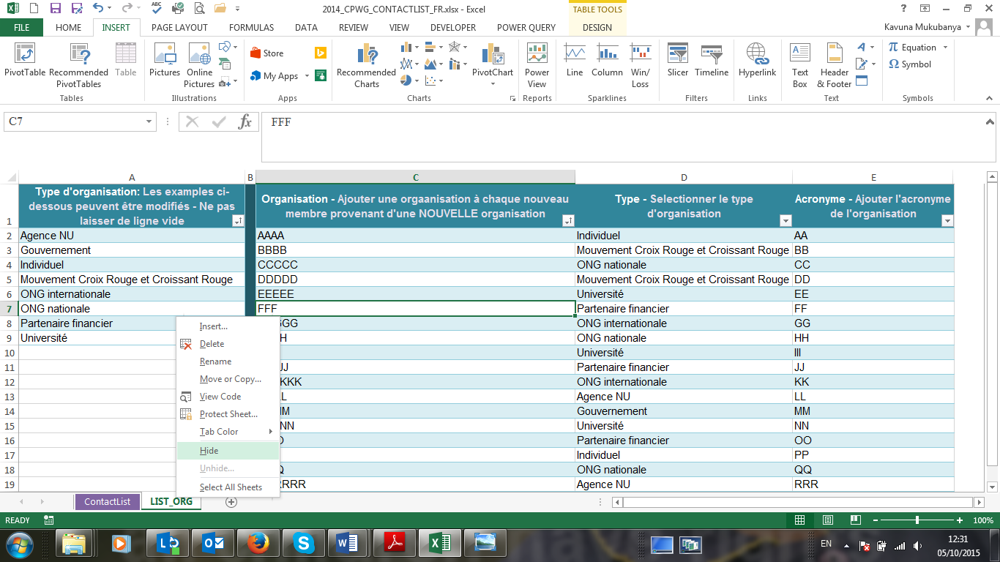 2014_CPWG_CONTACTLIST_FR.xlsx - Excel
TABLE TOOLS
FILE HOME INSERT PAGE LAYOUT FORMULAS DATA REVIEW VIEW DEVELOPER POWER QUERY DESIGN
Kavuna Mukubanya
PivotTable
Recommended PivotTables
Table
Tables
Pictures
Online Pictures
Illustrations
Store
My Apps
Apps
Recommended Charts
PivotChart
Charts
Power View
Reports
Line
Column
Win/ Loss
Sparklines
Slicer
Timeline
Filters
Hyperlink
Links
Text Box
Header & Footer
Text
Equation
Symbol
Symbols
C7
fx
FFF
A B C D E
1
Type d'organisation: Les examples ci-
dessous peuvent être modifiés - Ne pas
laisser de ligne vide
Organisation - Ajouter une orgaanisation à chaque nouveau
membre provenant d'une NOUVELLE organisation
Type - Selectionner le type
d'organisation
Acronyme - Ajouter l'acronyme
de l'organisation
2 Agence NU AAAA Individuel AA
3 Gouvernement BBBB Mouvement Croix Rouge et Croissant Rouge BB
4 Individuel CCCCC ONG nationale CC
5 Mouvement Croix Rouge et Croissant Rouge DDDDD Mouvement Croix Rouge et Croissant Rouge DD
6 ONG internationale EEEEE Université EE
7 ONG nationale FFF Partenaire financier FF
8 Partenaire financier GGG ONG internationale GG
9 Université H ONG nationale HH
10 Université III
11 JJ Partenaire financier JJ
12 KKK ONG internationale KK
13 L Agence NU LL
14 M Gouvernement MM
15 NN Université NN
16 Partenaire financier OO
17 Individuel PP
18 Q ONG nationale QQ
19 RRRR Agence NU RRR
Insert...
Delete
Rename
Move or Copy...
View Code
Protect Sheet...
Tab Color
Hide
Unhide...
Select All Sheets
ContactList LIST_ORG
READY
100%
EN
12:31
05/10/2015